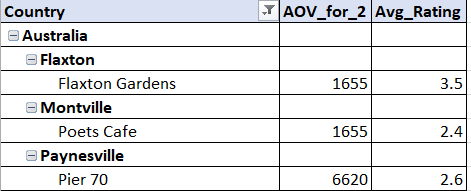 Country AOV_for_2 Avg_Rating
Australia
Flaxton
Flaxton Gardens 1655 3.5
Montville
Poets Cafe 1655 2.4
Paynesville
Pier 70 6620 2.6